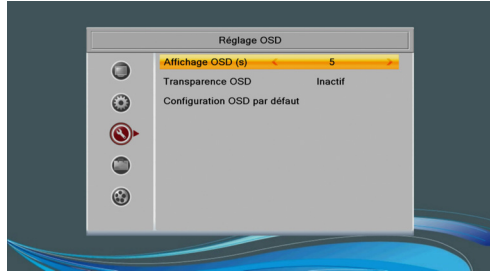 Réglage OSD
Affichage OSD (s) < 5 >
Transparence OSD Inactif
Configuration OSD par défaut